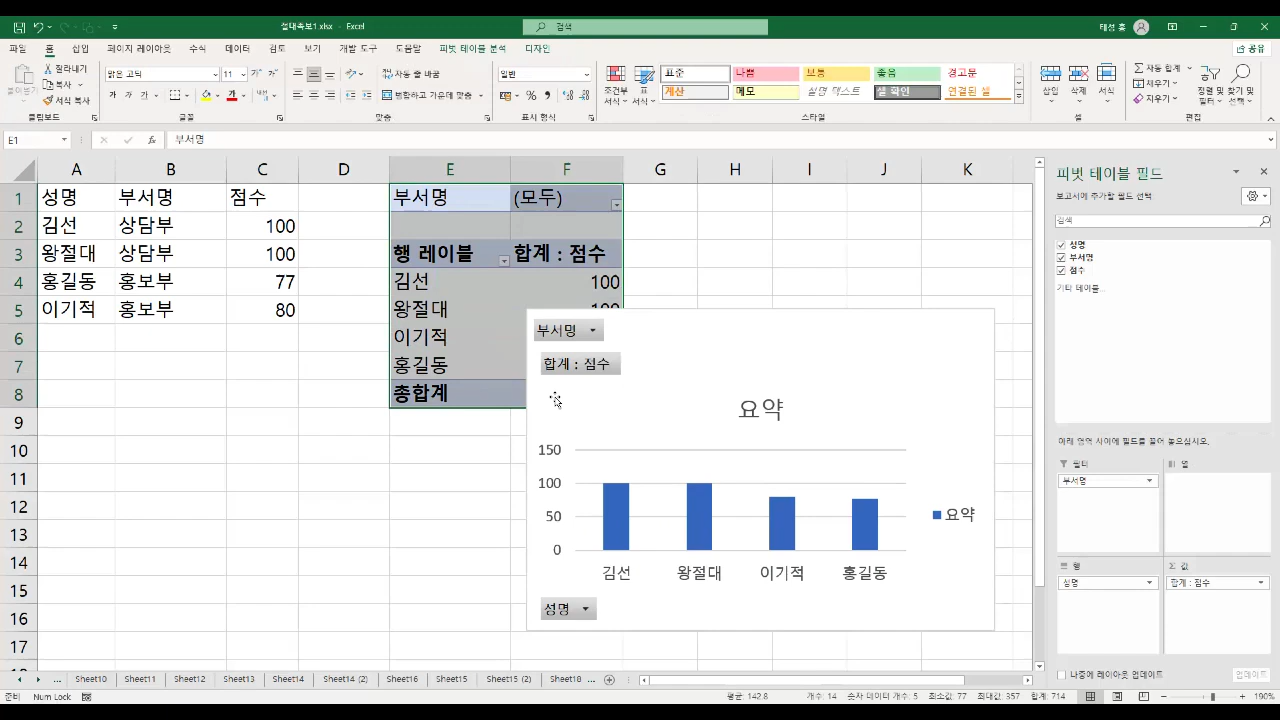 절대족보1.xlsx - Excel
검색
태성 홍
파일 홈 삽입 페이지 레이아웃 수식 데이터 검토 보기 개발 도구 도움말 피벗 테이블 분석 디자인 공유
붙여넣기 잘라내기 복사 서식 복사 맑은 고딕 11 자동 줄 바꿈 병합하고 가운데 맞춤 일반 조건부 서식 표 서식 표준 나쁨 보통 좋음 경고문 계산 메모 설명 텍스트 셀 확인 연결된 셀 삽입 삭제 서식 자동 합계 채우기 지우기 정렬 및 찾기 및 필터 선택
클립보드 글꼴 맞춤 표시 형식 스타일 셀 편집
E1 fx 부서명
A B C D E F G H I J K
1 성명 부서명 점수 부서명 (모두)
2 김선 상담부 100
3 왕절대 상담부 100 행 레이블 합계 : 점수
4 홍길동 홍보부 77 김선 100
5 이기적 홍보부 80 왕절대 100
6 이기적
7 홍길동
8 총합계
9
10
11
12
13
14
15
16
17
부서명
합계 : 점수
요약
150
100
50
0
김선 왕절대 이기적 홍길동
요약
성명
피벗 테이블 필드
보고서에 추가할 필드 선택:
검색
성명
부서명
점수
기타 테이블...
아래 영역 사이에 필드를 끌어 놓으십시오.
필터 열
부서명
행 Σ 값
성명 합계 : 점수
나중에 레이아웃 업데이트 업데이트
... Sheet10 Sheet11 Sheet12 Sheet13 Sheet14 Sheet14 (2) Sheet16 Sheet15 Sheet15 (2) Sheet18 ...
준비 Num Lock 평균: 142.8 개수: 14 숫자 데이터 개수: 5 최소값: 77 최대값: 357 합계: 714 190%